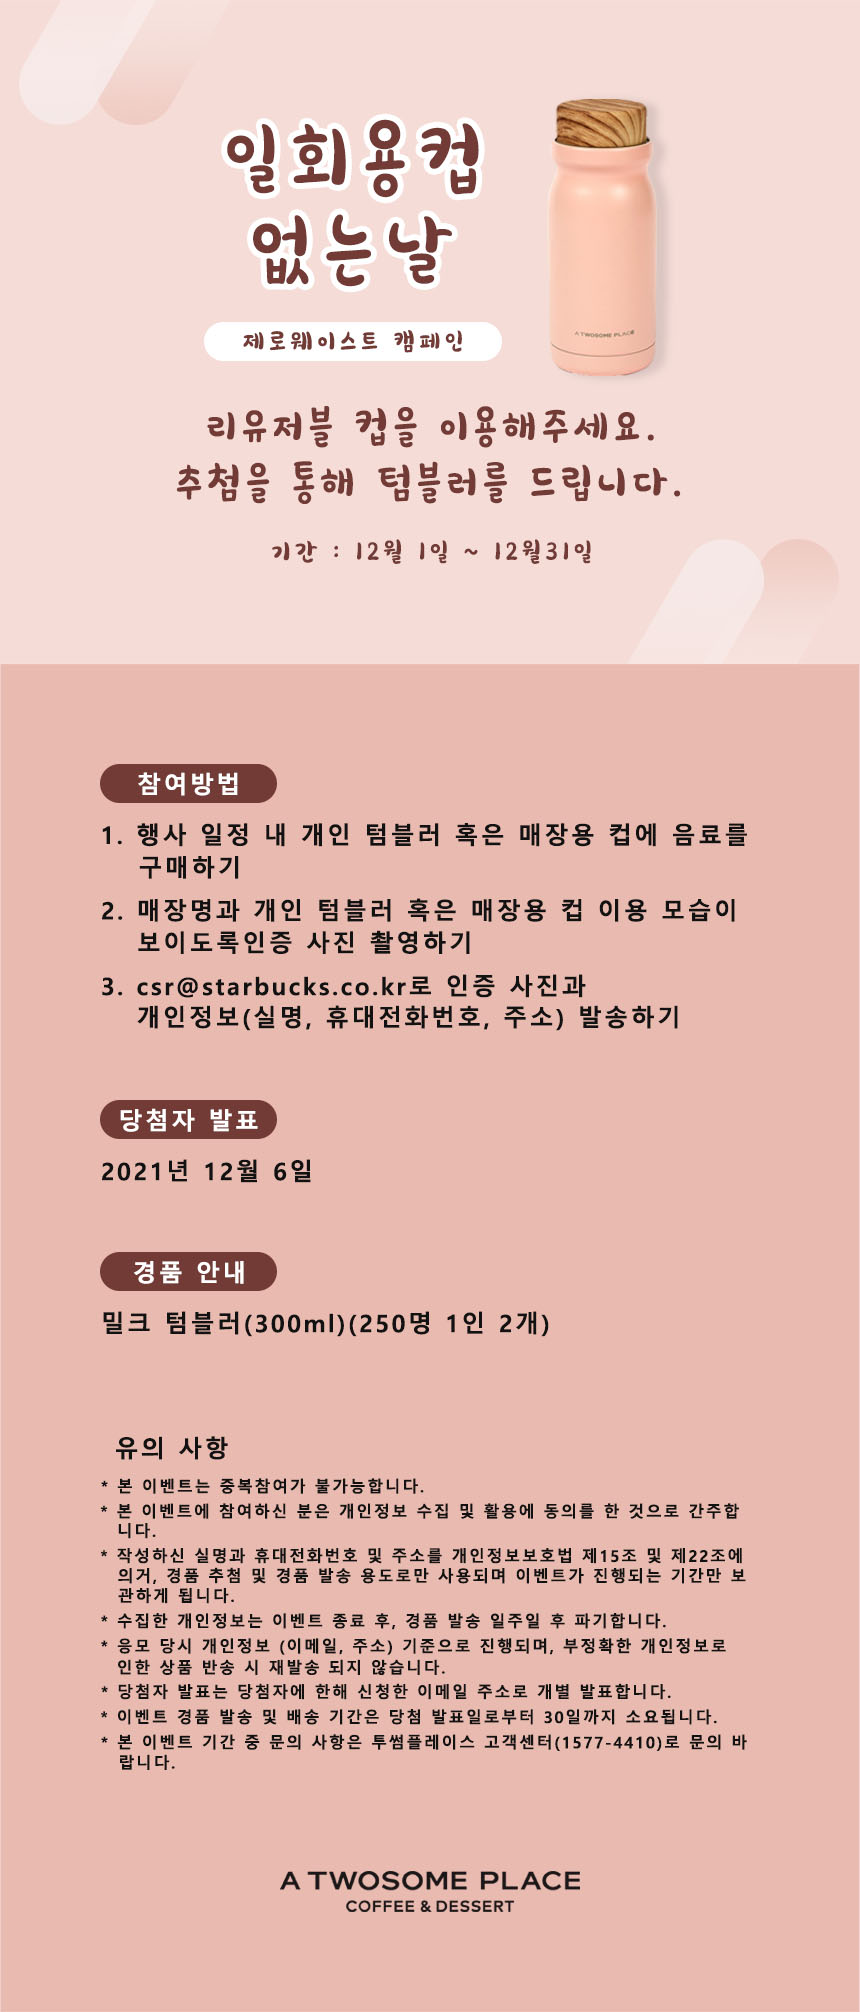 일회용컵
없는날
A TWOSOME PLACE
제로웨이스트 캠페인
리유저블 컵을 이용해주세요.
추첨을 통해 텀블러를 드립니다.
기간 : 12월 1일 ~ 12월31일
참여방법
1. 행사 일정 내 개인 텀블러 혹은 매장용 컵에 음료를
구매하기
2. 매장명과 개인 텀블러 혹은 매장용 컵 이용 모습이
보이도록인증 사진 촬영하기
3. csr@starbucks.co.kr로 인증 사진과
개인정보(실명, 휴대전화번호, 주소) 발송하기
당첨자 발표
2021년 12월 6일
경품 안내
밀크 텀블러(300ml)(250명 1인 2개)
유의 사항
* 본 이벤트는 중복참여가 불가능합니다.
* 본 이벤트에 참여하신 분은 개인정보 수집 및 활용에 동의를 한 것으로 간주합
니다.
* 작성하신 실명과 휴대전화번호 및 주소를 개인정보보호법 제15조 및 제22조에
의거, 경품 추첨 및 경품 발송 용도로만 사용되며 이벤트가 진행되는 기간만 보
관하게 됩니다.
* 수집한 개인정보는 이벤트 종료 후, 경품 발송 일주일 후 파기합니다.
* 응모 당시 개인정보 (이메일, 주소) 기준으로 진행되며, 부정확한 개인정보로
인한 상품 반송 시 재발송 되지 않습니다.
* 당첨자 발표는 당첨자에 한해 신청한 이메일 주소로 개별 발표합니다.
* 이벤트 경품 발송 및 배송 기간은 당첨 발표일로부터 30일까지 소요됩니다.
* 본 이벤트 기간 중 문의 사항은 투썸플레이스 고객센터(1577-4410)로 문의 바
랍니다.
A TWOSOME PLACE
COFFEE & DESSERT